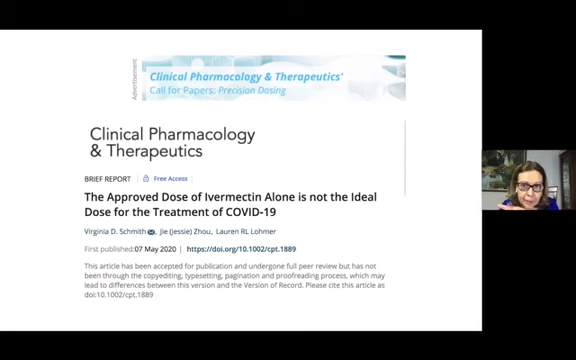 Advertisement
Clinical Pharmacology & Therapeutics'
Call for Papers: Precision Dosing
Clinical Pharmacology
& Therapeutics
BRIEF REPORT Free Access
The Approved Dose of Ivermectin Alone is not the Ideal
Dose for the Treatment of COVID-19
Virginia D. Schmith, Jie (Jessie) Zhou, Lauren RL Lohmer
First published:07 May 2020 | https://doi.org/10.1002/cpt.1889
This article has been accepted for publication and undergone full peer review but has not
been through the copyediting, typesetting, pagination and proofreading process, which may
lead to differences between this version and the Version of Record. Please cite this article as
doi:10.1002/cpt.1889